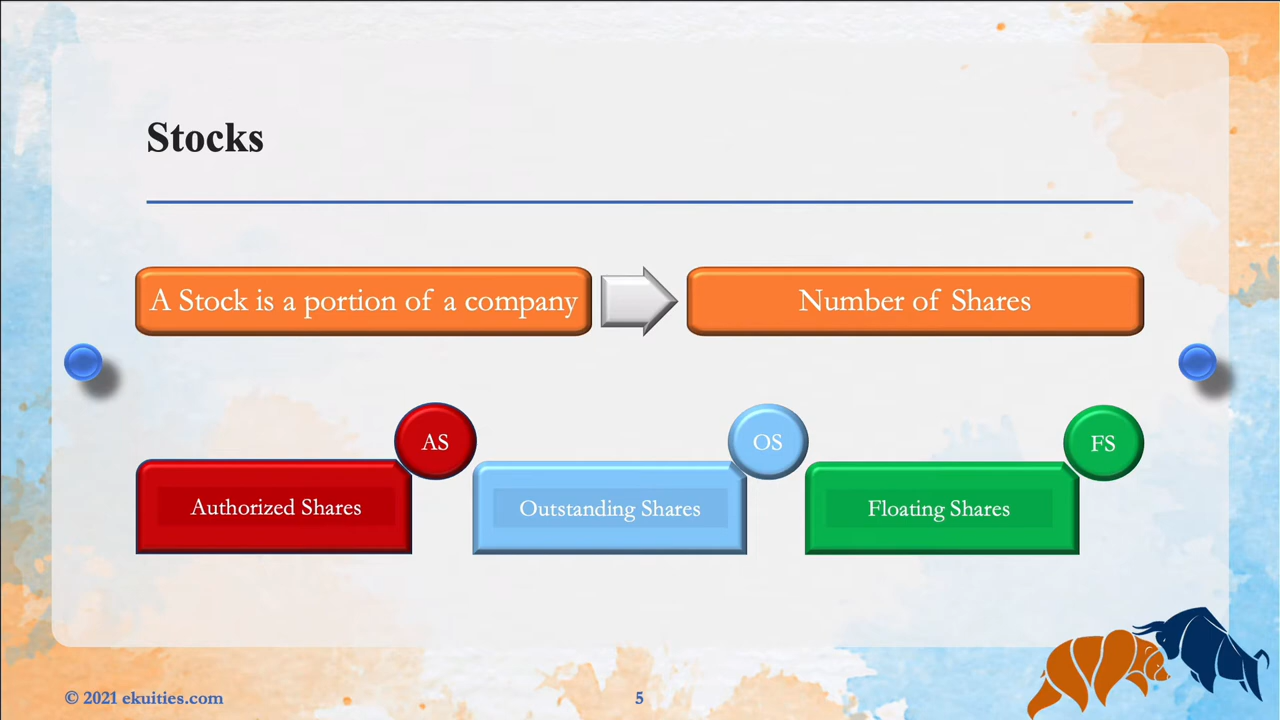 Stocks
A Stock is a portion of a company
Number of Shares
AS
OS
FS
Authorized Shares
Outstanding Shares
Floating Shares
© 2021 ekuities.com
5